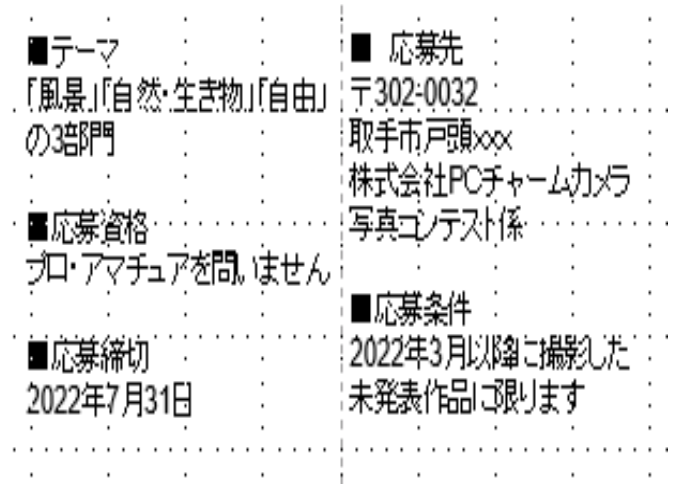 ■テーマ
「風景」「自然・生き物」「自由」
の3部門
■応募資格
プロ・アマチュアを問いません
■応募締切
2022年7月31日
■ 応募先
〒302-0032
取手市戸頭xxx
株式会社PCチャームカメラ
写真コンテスト係
■応募条件
2022年3月以降に撮影した
未発表作品に限ります